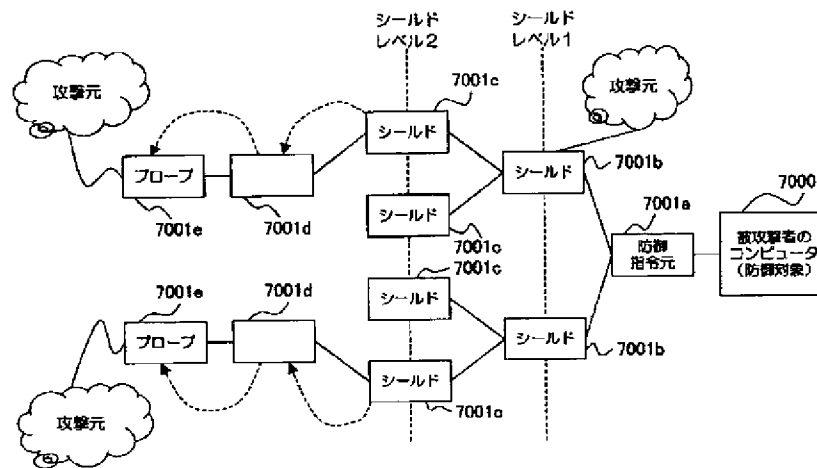 シールド
レベル2
シールド
レベル1
攻撃元
7001c
攻撃元
シールド
プローブ
シールド
7001b
7000
7001e
7001d
シールド
7001a
7001c
防御
指令元
被攻撃者の
コンピュータ
(防御対象)
7001c
7001e
7001d
シールド
プローブ
シールド
7001b
シールド
7001a
攻撃元